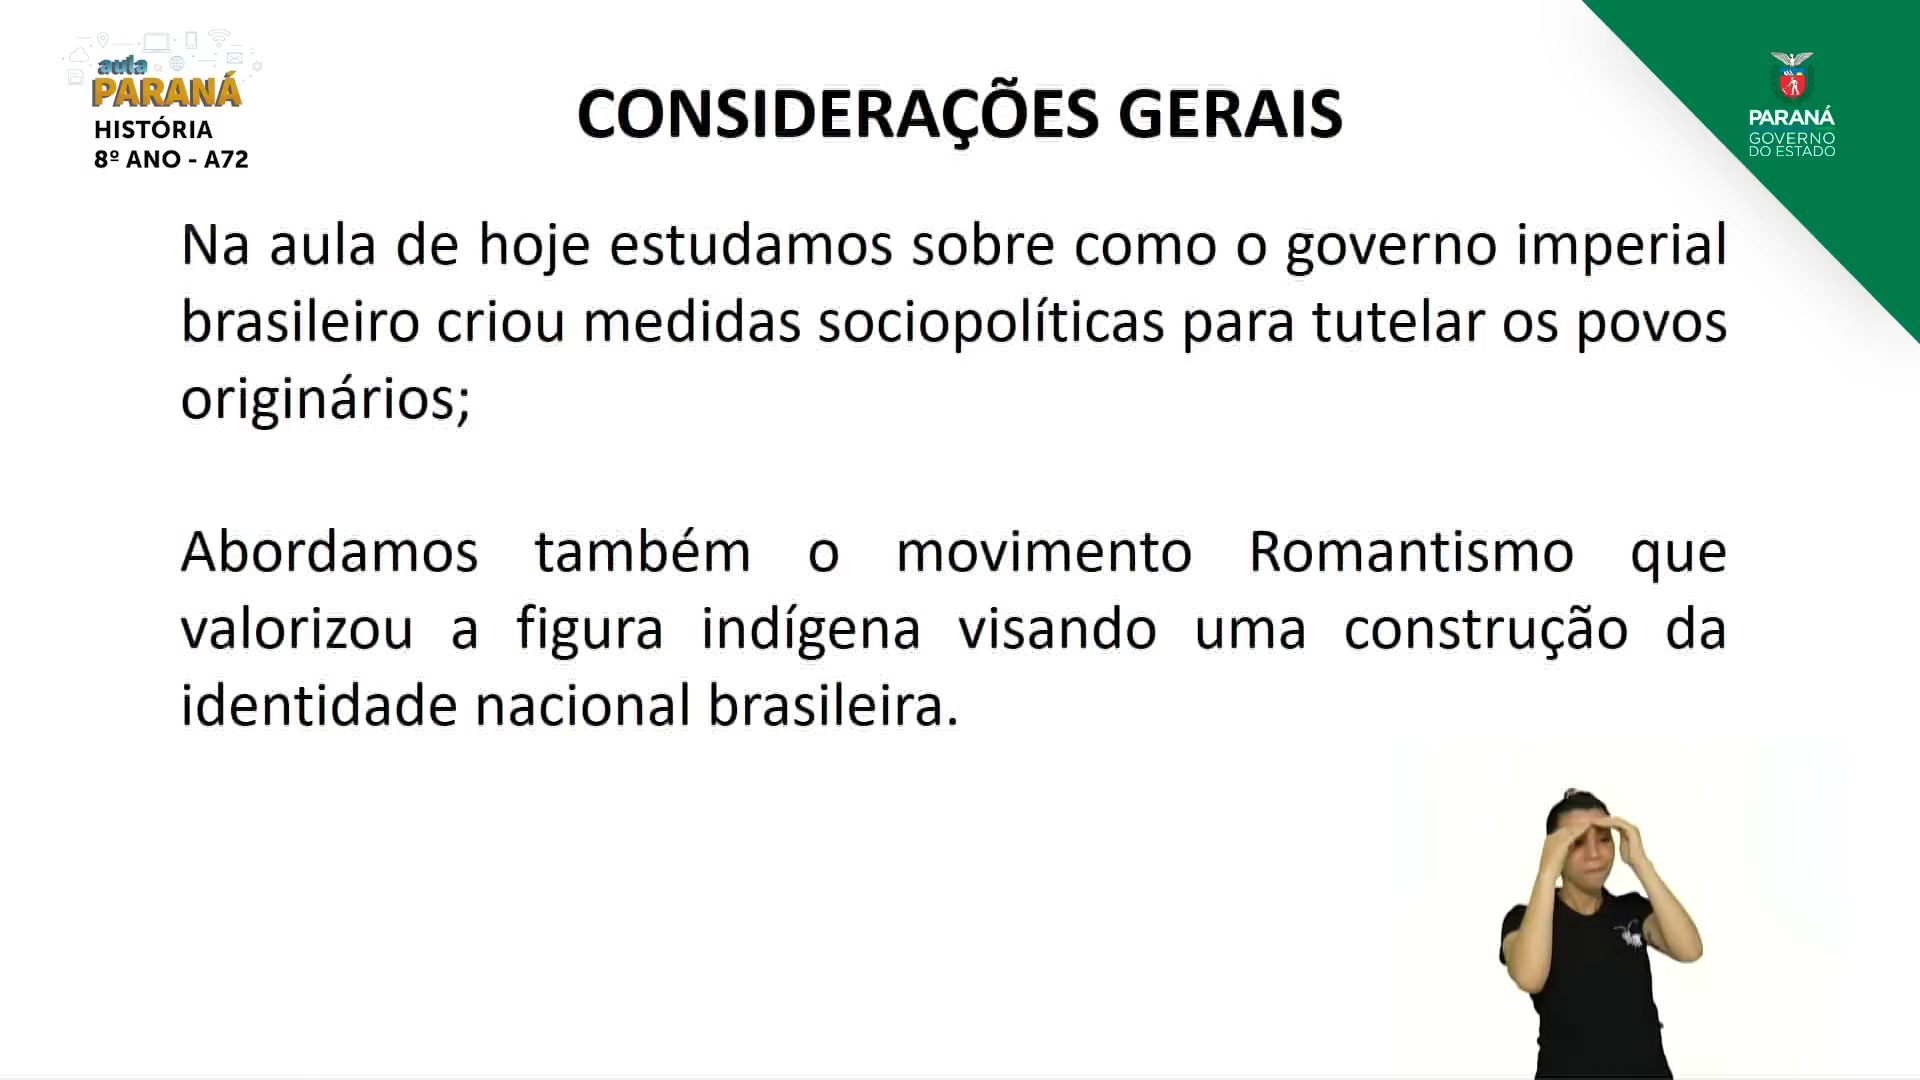 aula
PARANÁ
HISTÓRIA
8º ANO - A72
CONSIDERAÇÕES GERAIS
PARANÁ
GOVERNO
DO ESTADO
Na aula de hoje estudamos sobre como o governo imperial
brasileiro criou medidas sociopolíticas para tutelar os povos
originários;
Abordamos também o movimento Romantismo que
valorizou a figura indígena visando uma construção da
identidade nacional brasileira.